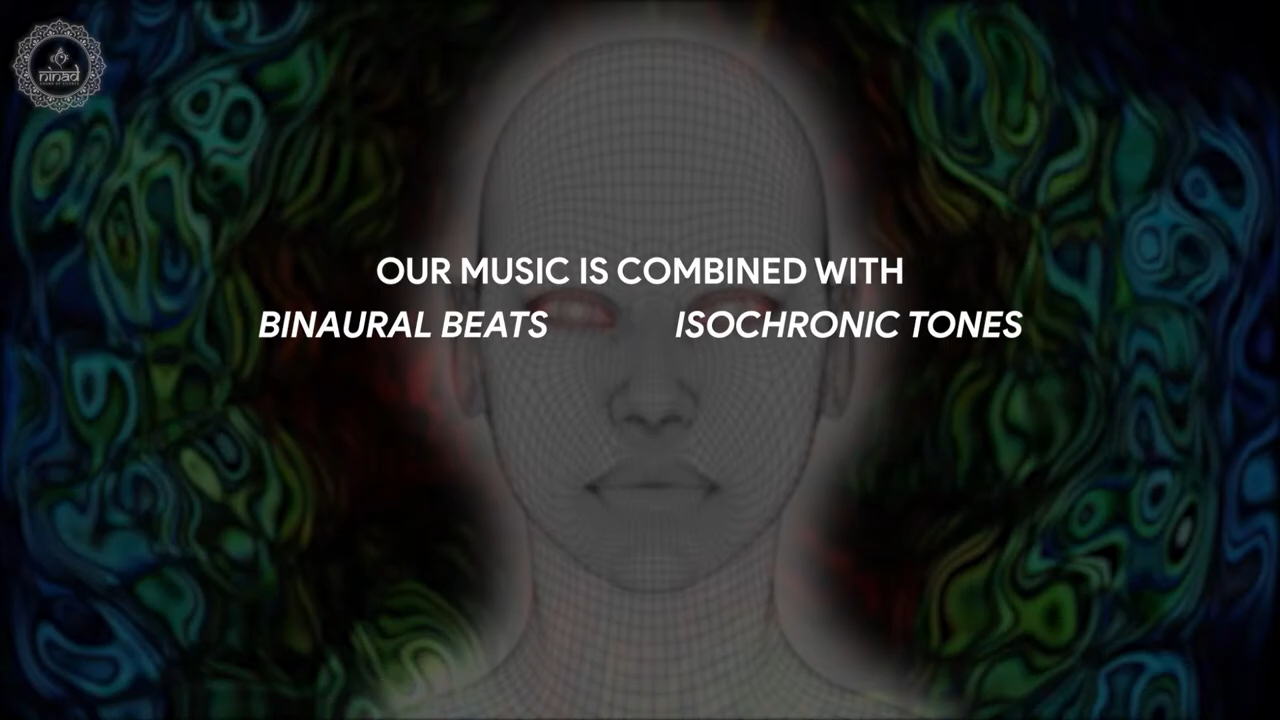 ninad
OUR MUSIC IS COMBINED WITH
BINAURAL BEATS ISOCHRONIC TONES